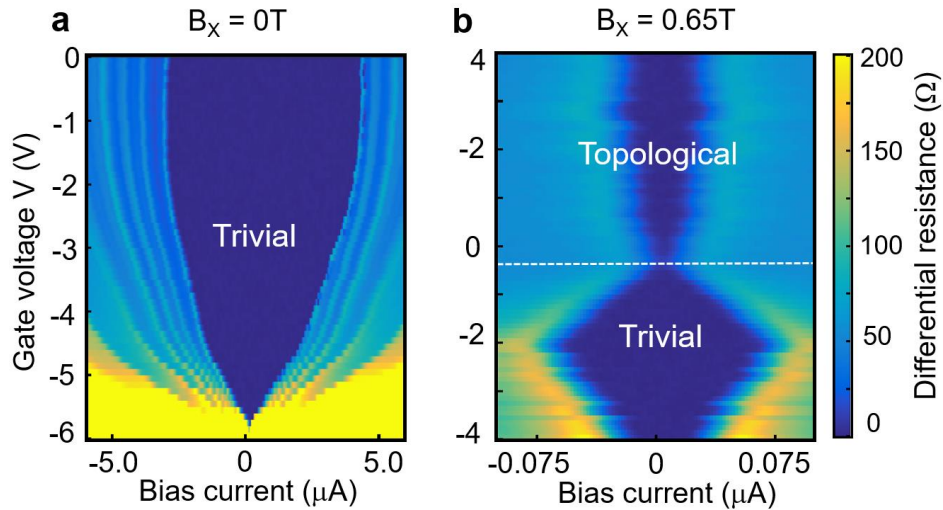 a
B_X = 0T
Gate voltage V (V)
0
-1
-2
-3
-4
-5
-6
Trivial
-5.0
0
5.0
Bias current (μA)
b
B_X = 0.65T
4
-2
0
-2
-4
Topological
Trivial
-0.075
0
0.075
Bias current (μA)
200
150
100
50
0
Differential resistance (Ω)